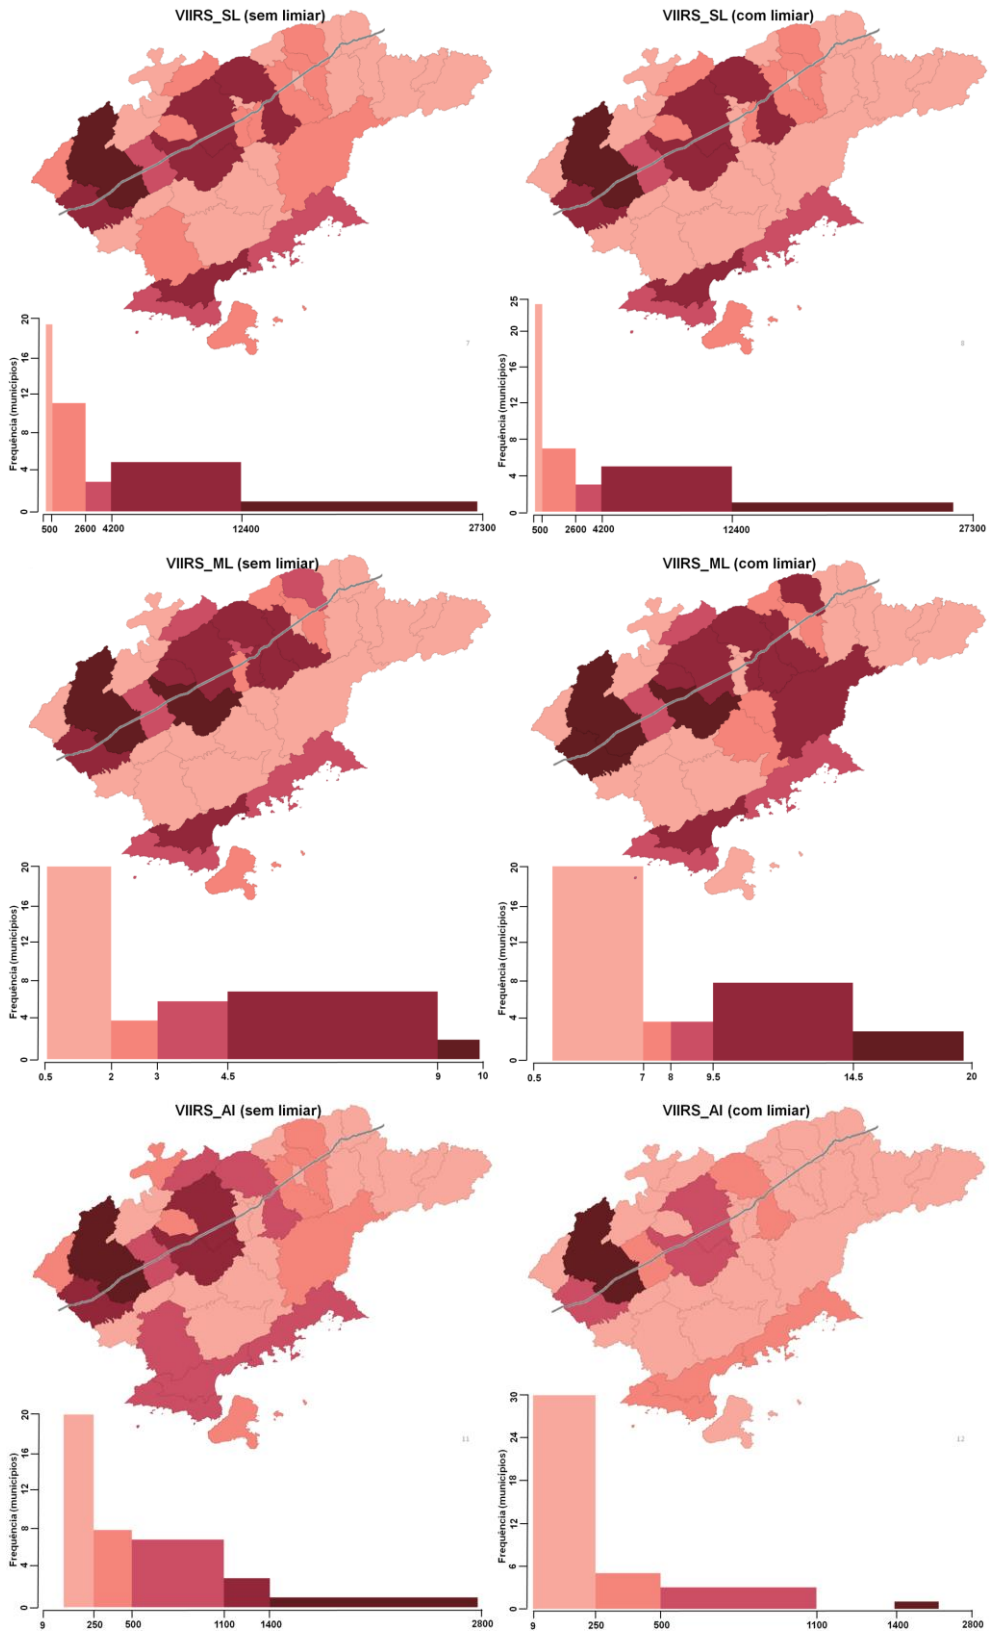 VIIRS_SL (sem limiar)
VIIRS_SL (com limiar)
Frequência (municípios)
20
16
12
8
4
0
7
500 2600 4200 12400 27300
Frequência (municípios)
25
20
16
12
8
4
0
8
500 2600 4200 12400 27300
VIIRS_ML (sem limiar)
VIIRS_ML (com limiar)
Frequência (municípios)
20
16
12
8
4
0
0.5 2 3 4.5 9 10
Frequência (municípios)
20
16
12
8
4
0
0.5 7 8 9.5 14.5 20
VIIRS_AI (sem limiar)
VIIRS_AI (com limiar)
Frequência (municípios)
20
16
12
8
4
0
11
9 250 500 1100 1400 2800
Frequência (municípios)
30
24
18
12
6
0
12
9 250 500 1100 1400 2800